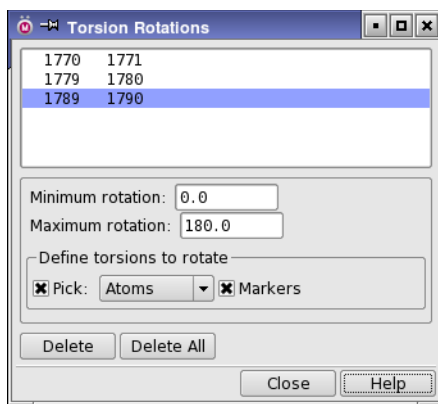 Torsion Rotations
1770 1771
1779 1780
1789 1790
Minimum rotation: 0.0
Maximum rotation: 180.0
Define torsions to rotate
Pick: Atoms Markers
Delete Delete All
Close Help